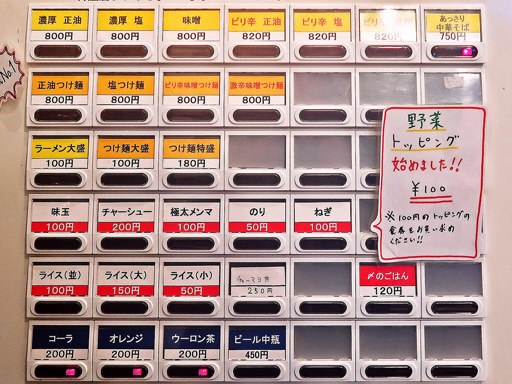 濃厚 正油
800円
濃厚 塩
800円
味噌
800円
ピリ辛 正油
820円
ピリ辛 塩
820円
あっさり
中華そば
750円
正油つけ麺
800円
塩つけ麺
800円
ピリ辛味噌つけ麺
800円
激辛味噌つけ麺
800円
ラーメン大盛
100円
つけ麺大盛
100円
つけ麺特盛
180円
味玉
100円
チャーシュー
200円
極太メンマ
100円
のり
50円
ねぎ
100円
ライス(並)
100円
ライス(大)
150円
ライス(小)
50円
チャーマヨ丼
250円
〆のごはん
120円
コーラ
200円
オレンジ
200円
ウーロン茶
200円
ビール中瓶
450円
野菜
トッピング
始めました!!
¥100
※100円のトッピングの
食券をお買い求め
ください!!
No.1